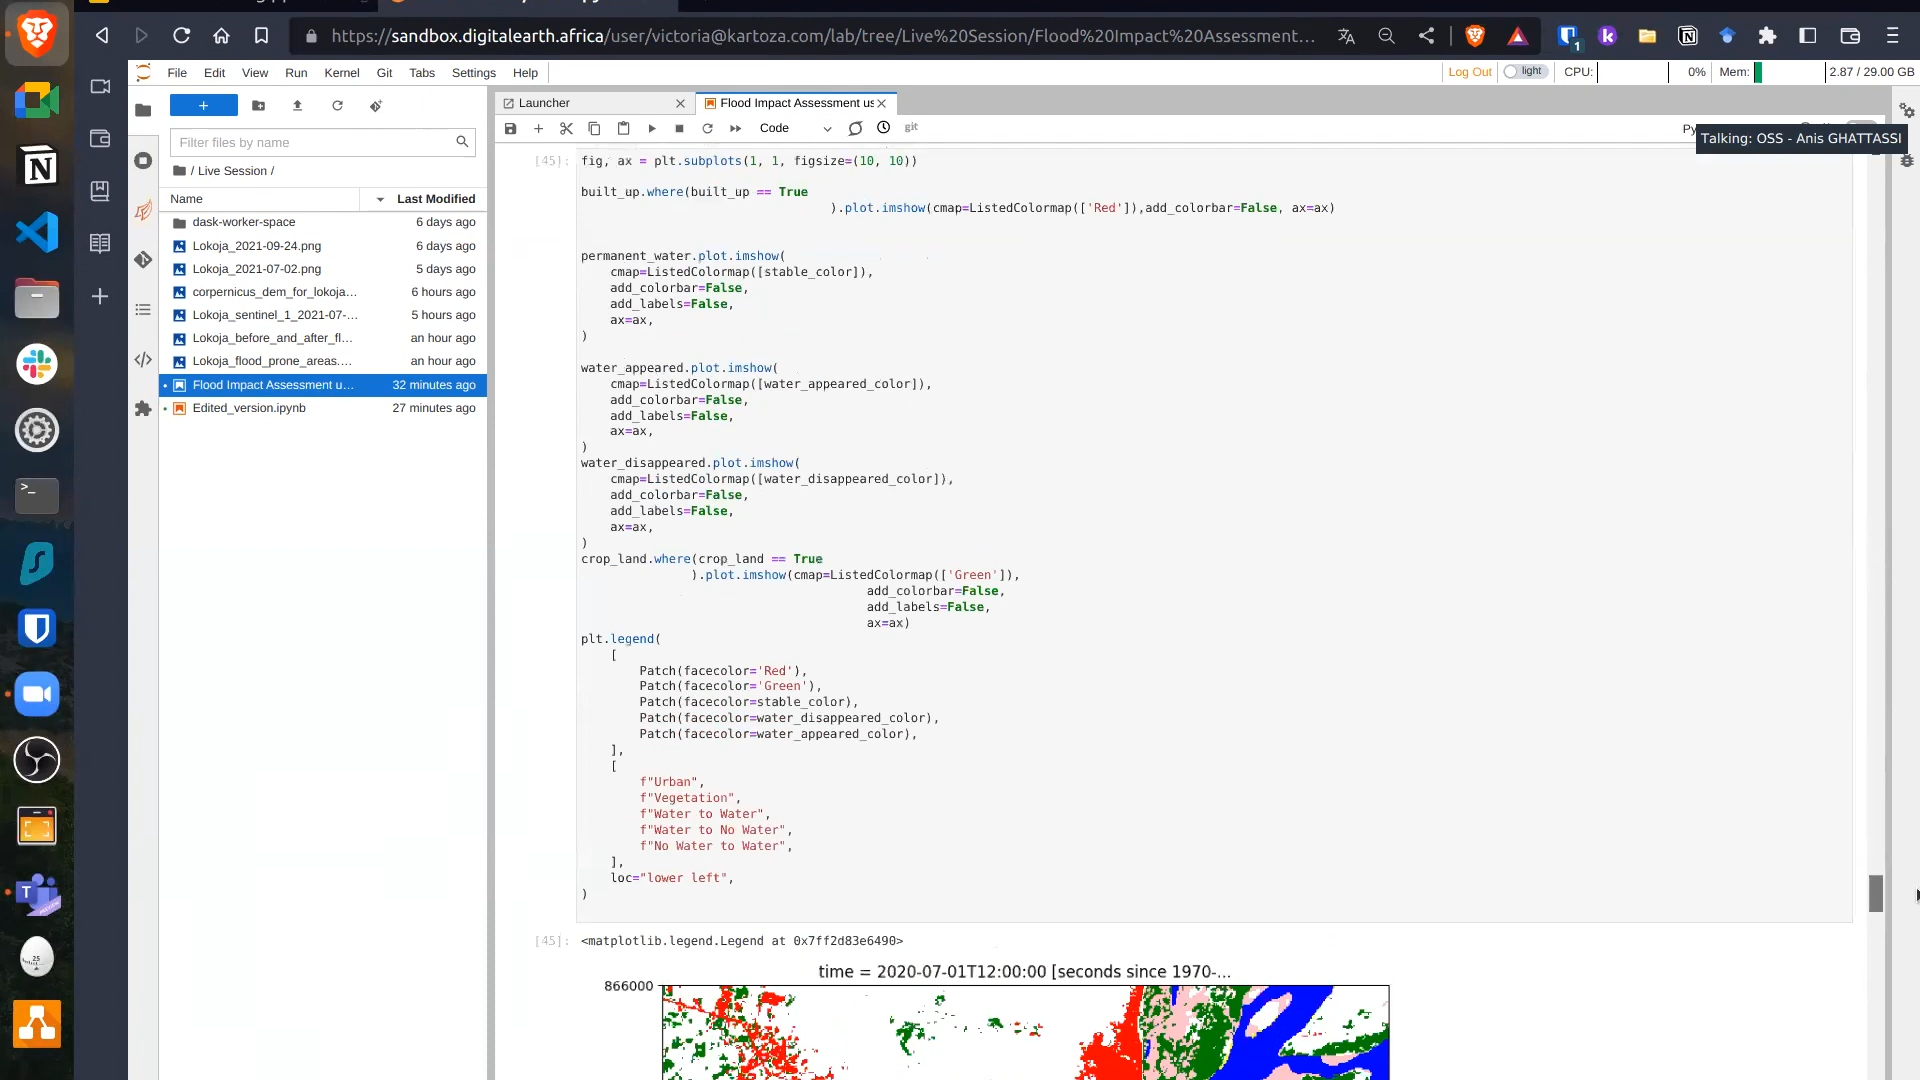 https://sandbox.digitalearth.africa/user/victoria@kartoza.com/lab/tree/Live%20Session/Flood%20Impact%20Assessment...
1
File Edit View Run Kernel Git Tabs Settings Help
Log Out light CPU: 0% Mem: 2.87 / 29.00 GB
Launcher
Flood Impact Assessment us
Code
git
Py
Talking: OSS - Anis GHATTASSI
Filter files by name
/ Live Session /
Name Last Modified
dask-worker-space 6 days ago
Lokoja_2021-09-24.png 6 days ago
Lokoja_2021-07-02.png 5 days ago
corpernicus_dem_for_lokoja... 6 hours ago
Lokoja_sentinel_1_2021-07-... 5 hours ago
Lokoja_before_and_after_fl... an hour ago
Lokoja_flood_prone_areas.... an hour ago
Flood Impact Assessment u... 32 minutes ago
Edited_version.ipynb 27 minutes ago
[45]: fig, ax = plt.subplots(1, 1, figsize=(10, 10))
built_up.where(built_up == True
).plot.imshow(cmap=ListedColormap(['Red']),add_colorbar=False, ax=ax)
permanent_water.plot.imshow(
cmap=ListedColormap([stable_color]),
add_colorbar=False,
add_labels=False,
ax=ax,
)
water_appeared.plot.imshow(
cmap=ListedColormap([water_appeared_color]),
add_colorbar=False,
add_labels=False,
ax=ax,
)
water_disappeared.plot.imshow(
cmap=ListedColormap([water_disappeared_color]),
add_colorbar=False,
add_labels=False,
ax=ax,
)
crop_land.where(crop_land == True
).plot.imshow(cmap=ListedColormap(['Green']),
add_colorbar=False,
add_labels=False,
ax=ax)
plt.legend(
[
Patch(facecolor='Red'),
Patch(facecolor='Green'),
Patch(facecolor=stable_color),
Patch(facecolor=water_disappeared_color),
Patch(facecolor=water_appeared_color),
],
[
f"Urban",
f"Vegetation",
f"Water to Water",
f"Water to No Water",
f"No Water to Water",
],
loc="lower left",
)
[45]: <matplotlib.legend.Legend at 0x7ff2d83e6490>
time = 2020-07-01T12:00:00 [seconds since 1970-...
866000